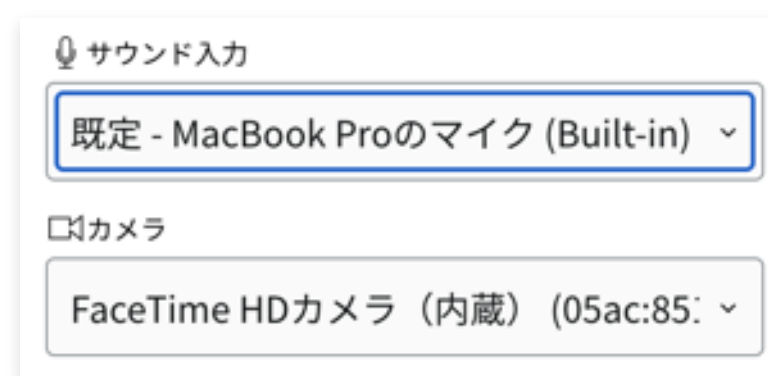 サウンド入力
既定 - MacBook Proのマイク (Built-in)
カメラ
FaceTime HDカメラ（内蔵） (05ac:85